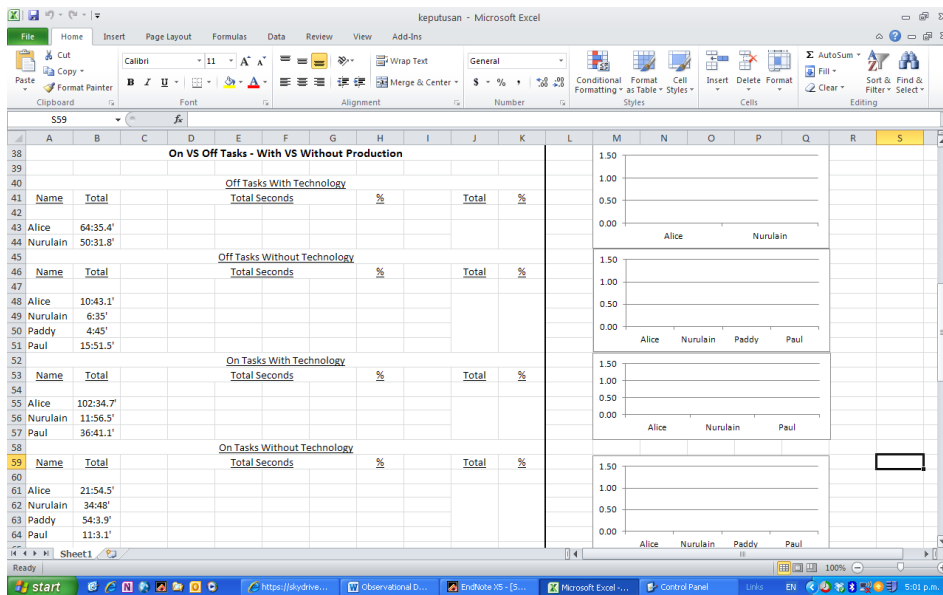 keputusan - Microsoft Excel
File Home Insert Page Layout Formulas Data Review View Add-Ins
Cut
Copy
Format Painter
Paste
Clipboard
Calibri 11 A A
B I U A
Font
Wrap Text
Merge & Center
Alignment
General
$ % , .0 .00 .00 .0
Number
Conditional Formatting
Format as Table
Cell Styles
Styles
Insert Delete Format
Cells
Σ AutoSum
Fill
Clear
Sort & Filter
Find & Select
Editing
S59 fx
A B C D E F G H I J K L M N O P Q R S
38 On VS Off Tasks - With VS Without Production
39
40 Off Tasks With Technology
41 Name Total Total Seconds % Total %
42
43 Alice 64:35.4'
44 Nurulain 50:31.8'
45 Off Tasks Without Technology
46 Name Total Total Seconds % Total %
47
48 Alice 10:43.1'
49 Nurulain 6:35'
50 Paddy 4:45'
51 Paul 15:51.5'
52 On Tasks With Technology
53 Name Total Total Seconds % Total %
54
55 Alice 102:34.7'
56 Nurulain 11:56.5'
57 Paul 36:41.1'
58 On Tasks Without Technology
59 Name Total Total Seconds % Total %
60
61 Alice 21:54.5'
62 Nurulain 34:48'
63 Paddy 54:3.9'
64 Paul 11:3.1'
1.50
1.00
0.50
0.00
Alice Nurulain
1.50
1.00
0.50
0.00
Alice Nurulain Paddy Paul
1.50
1.00
0.50
0.00
Alice Nurulain Paul
1.50
1.00
0.50
0.00
Alice Nurulain Paddy Paul
Sheet1
Ready 100%
start https://skydrive... Observational D... EndNote X5 - [S... Microsoft Excel -... Control Panel Links EN 5:01 p.m.